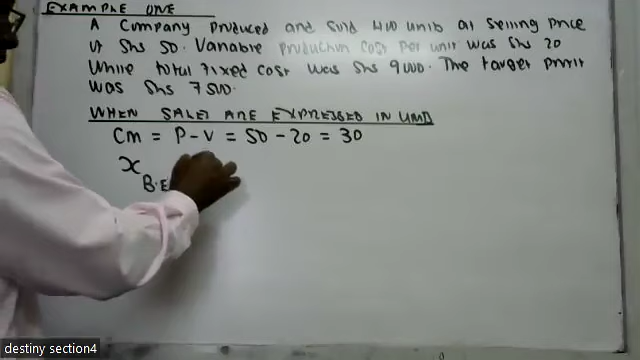 EXAMPLE ONE
A Company produced and sold 400 units at selling price
of Shs 50. Variable production cost per unit was Shs 20
While total fixed cost was Shs 9000. The target profit
was Shs 7500.
WHEN SALES ARE EXPRESSED IN UNITS
CM = P - V = 50 - 20 = 30
x
B.E
destiny section4